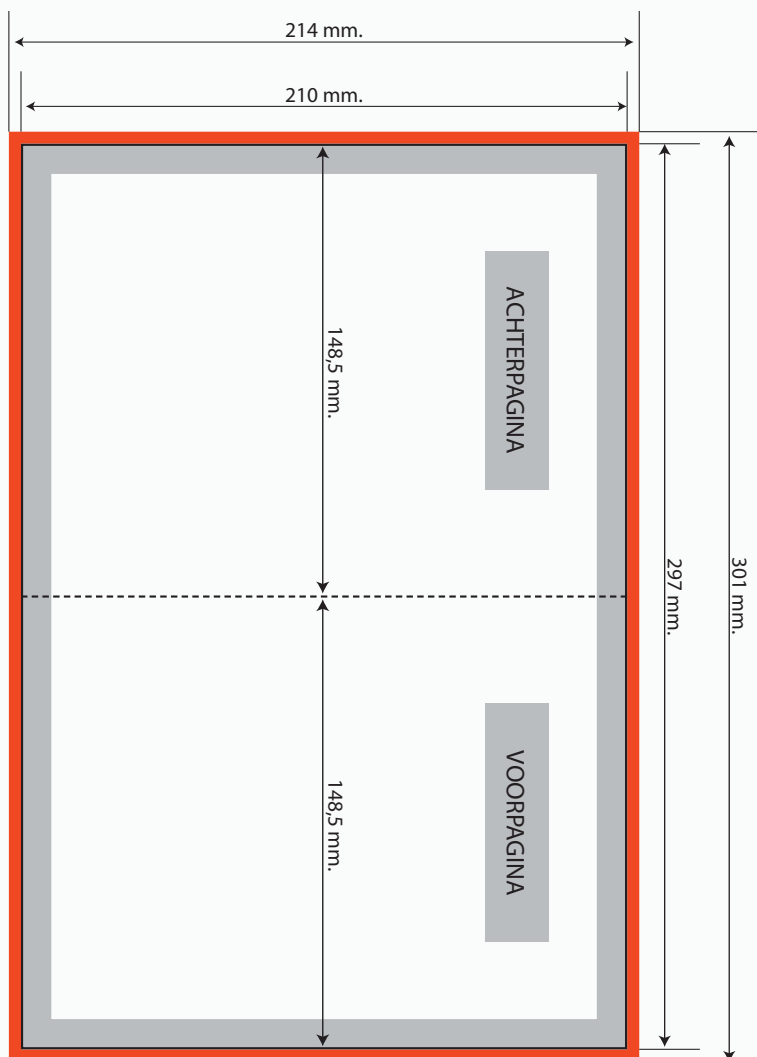 214 mm.
210 mm.
148,5 mm.
ACHTERPAGINA
297 mm.
301 mm.
148,5 mm.
VOORPAGINA